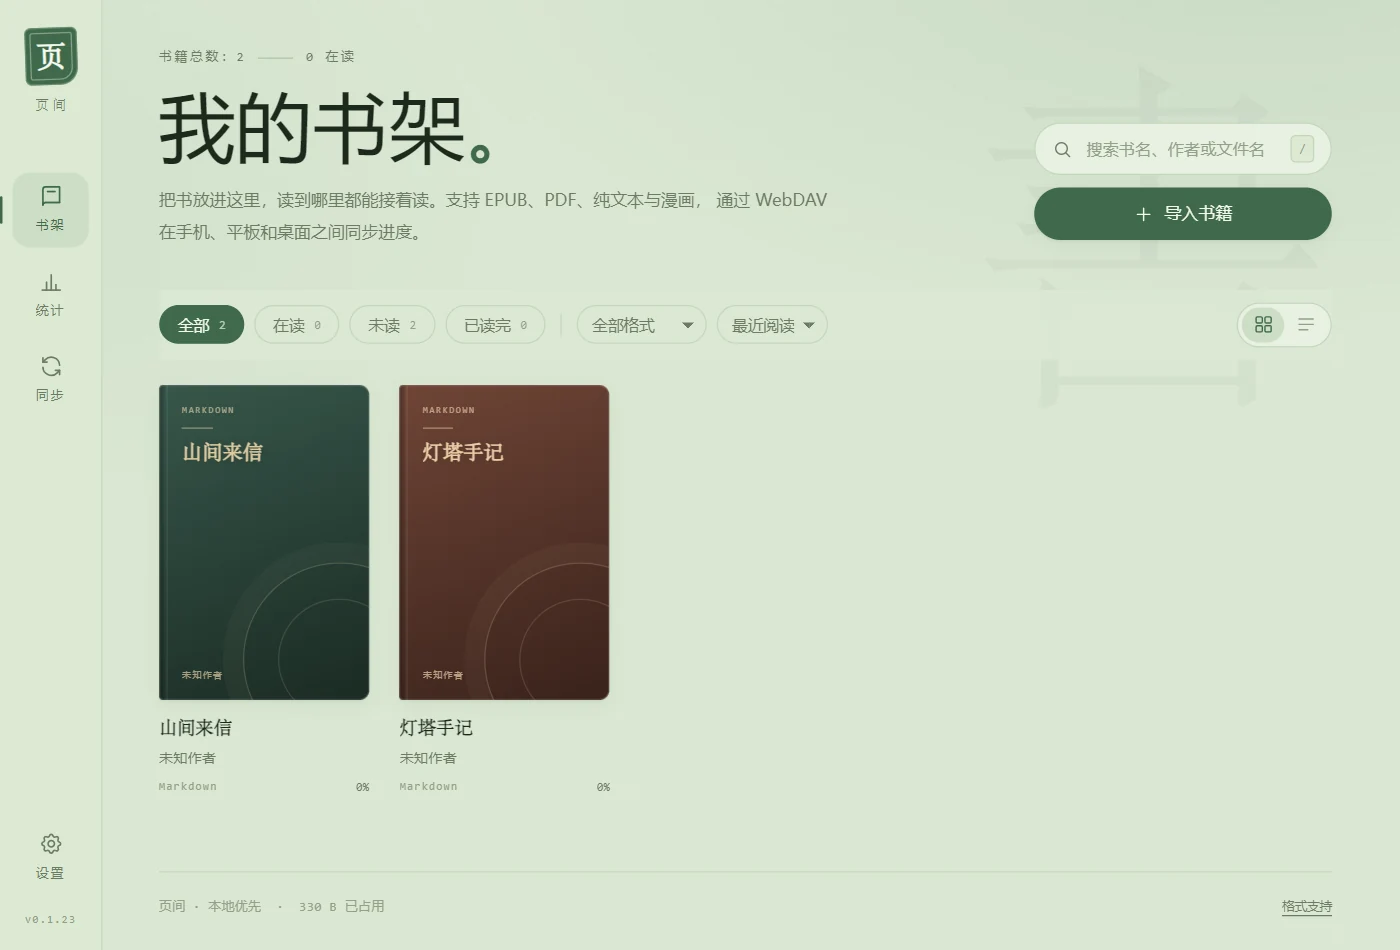 页
页间
书架
统计
同步
设置
v0.1.23
书籍总数: 2 —— 0 在读
我的书架。
把书放进这里，读到哪里都能接着读。支持 EPUB、PDF、纯文本与漫画， 通过 WebDAV
在手机、平板和桌面之间同步进度。
書
搜索书名、作者或文件名 /
导入书籍
全部 2 在读 0 未读 2 已读完 0 全部格式 最近阅读
MARKDOWN
山间来信
未知作者
山间来信
未知作者
Markdown 0%
MARKDOWN
灯塔手记
未知作者
灯塔手记
未知作者
Markdown 0%
页间 · 本地优先 · 330 B 已占用
格式支持